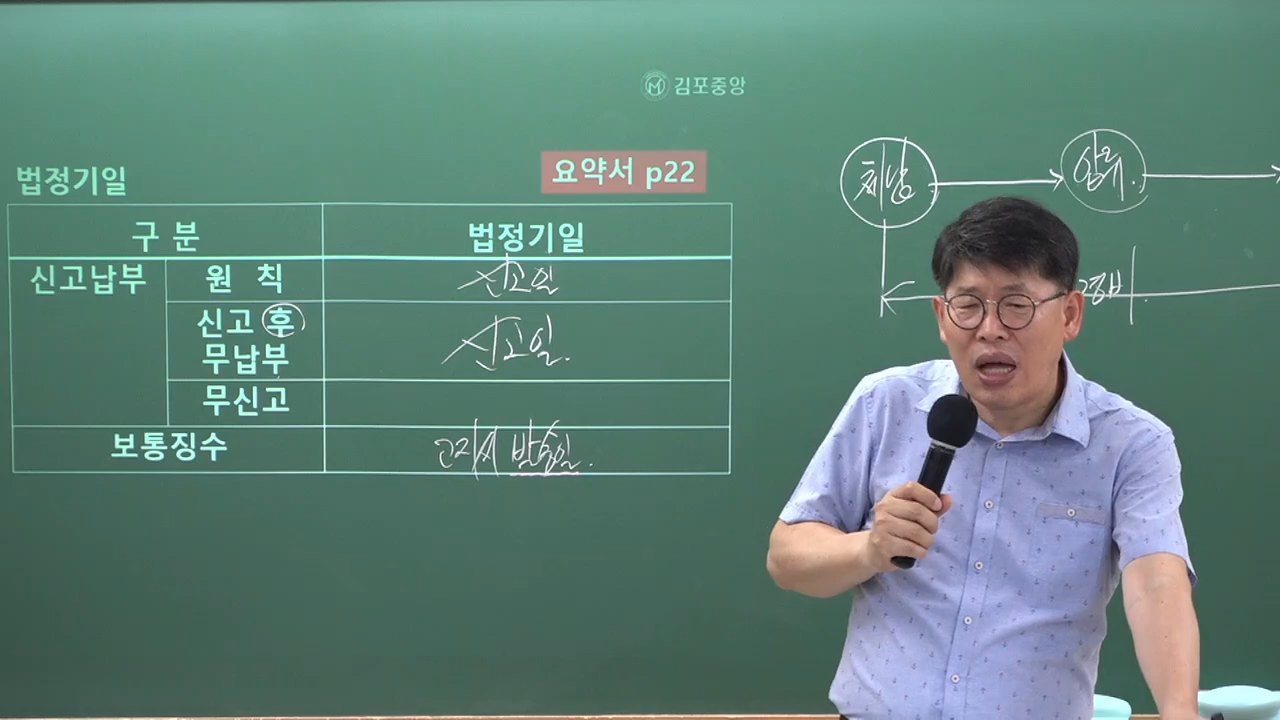 김포중앙
법정기일
요약서 p22
구 분
법정기일
신고납부
원 칙
신고일
신고 후
무납부
신고일.
무신고
보통징수
고지서 발송일.
체납
압류.